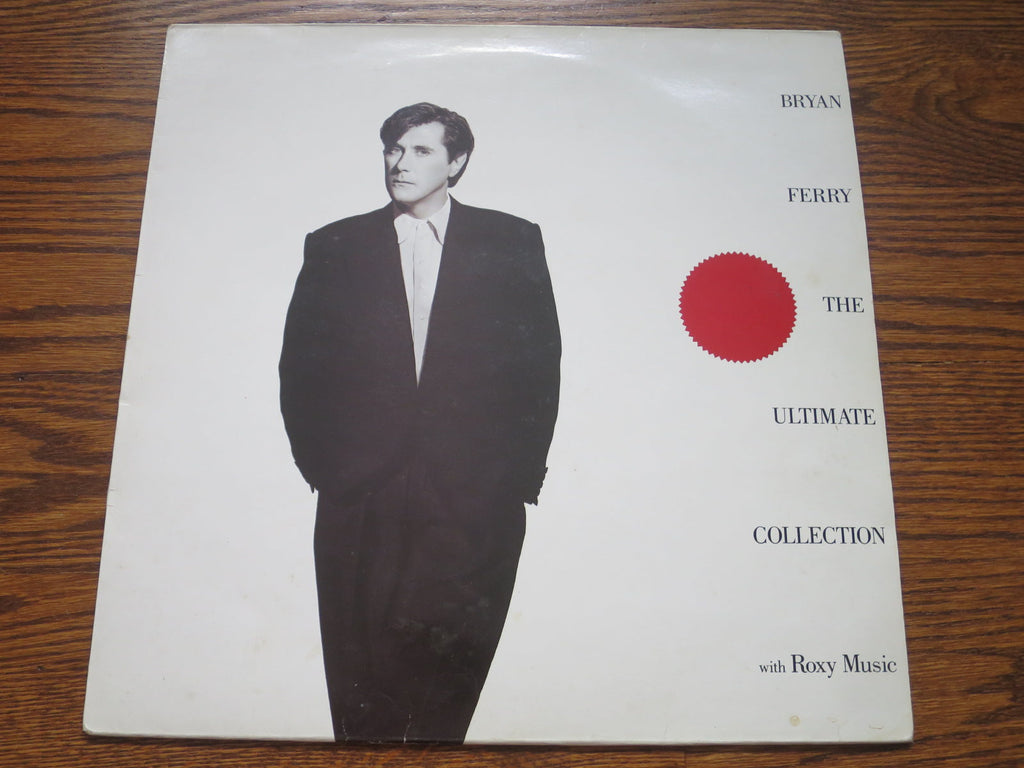 BRYAN
FERRY
THE
ULTIMATE
COLLECTION
with Roxy Music